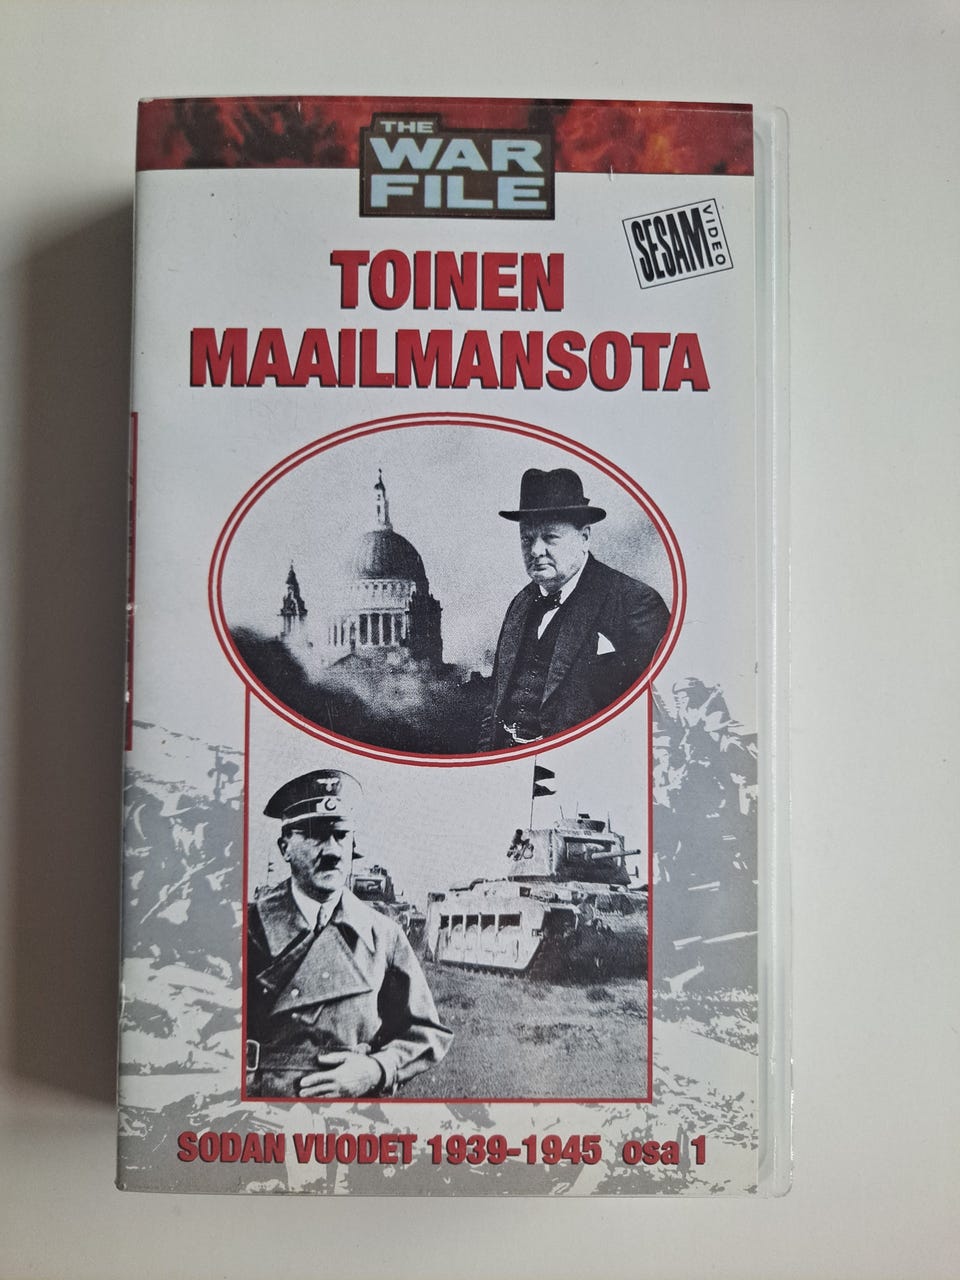 THE
WAR
FILE
SESAM
VIDEO
TOINEN
MAAILMANSOTA
SODAN VUODET 1939-1945 osa 1